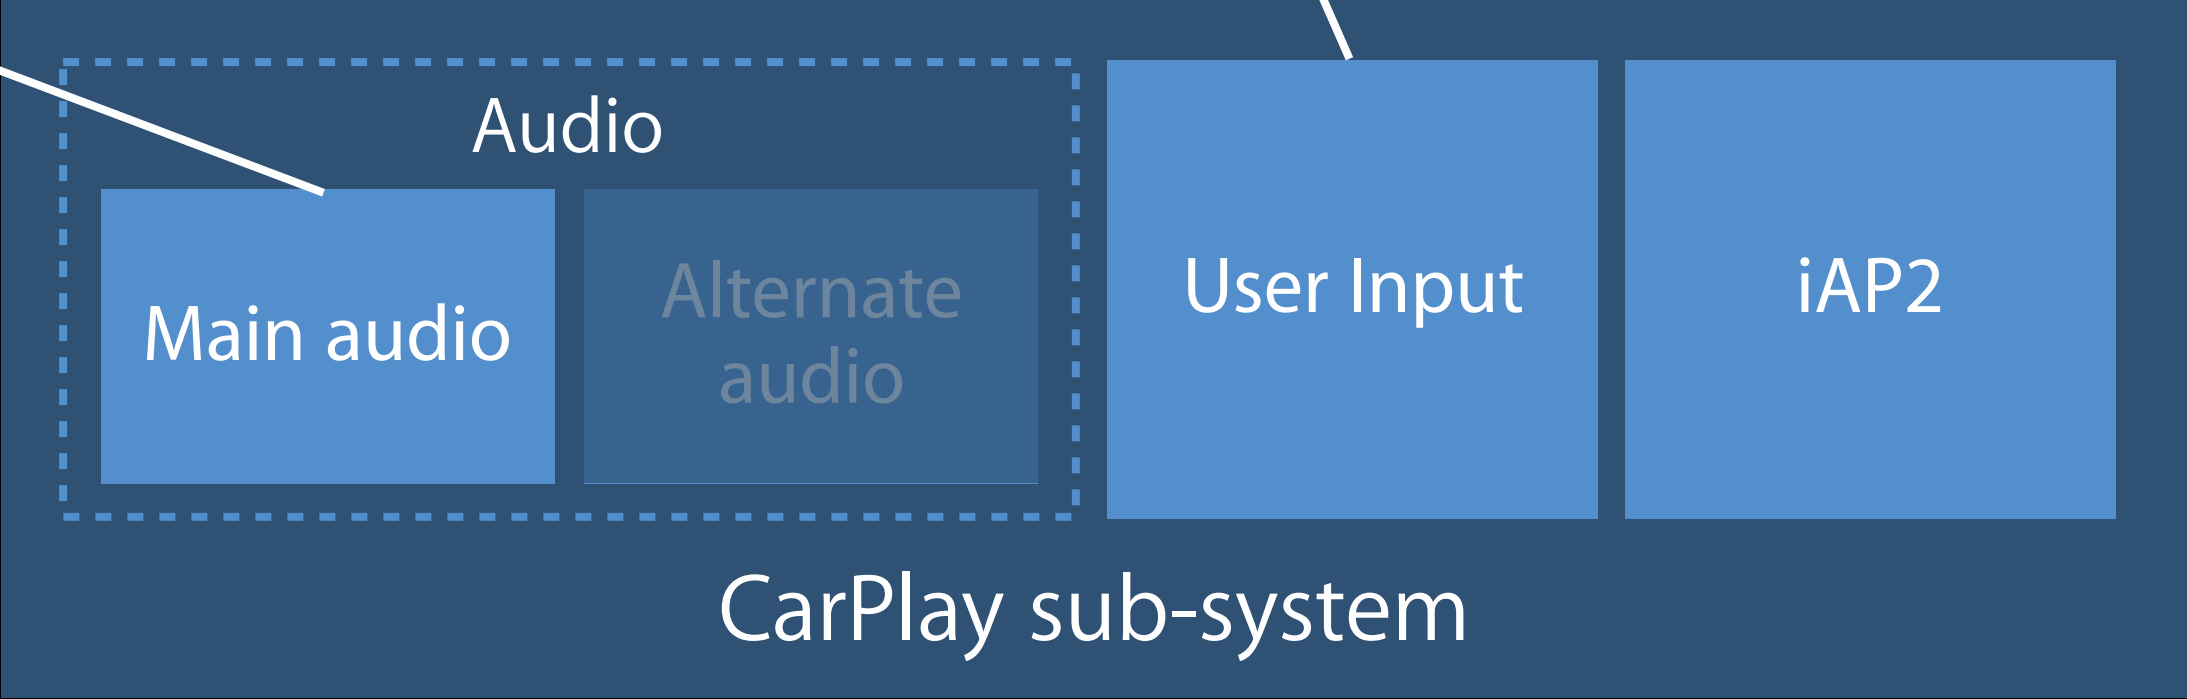 Audio
Main audio
Alternate
audio
User Input
iAP2
CarPlay sub-system